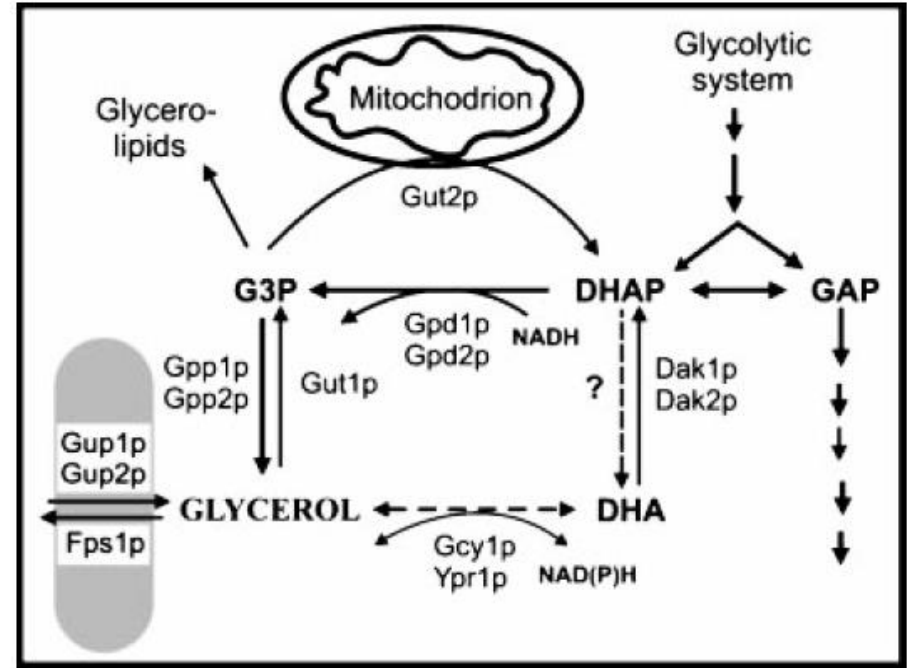 Glycolytic
system
Mitochodrion
Glycero-
lipids
Gut2p
G3P
DHAP
GAP
Gpd1p
Gpd2p
NADH
Gpp1p
Gpp2p
Gut1p
?
Dak1p
Dak2p
Gup1p
Gup2p
GLYCEROL
DHA
Fps1p
Gcy1p
Ypr1p
NAD(P)H